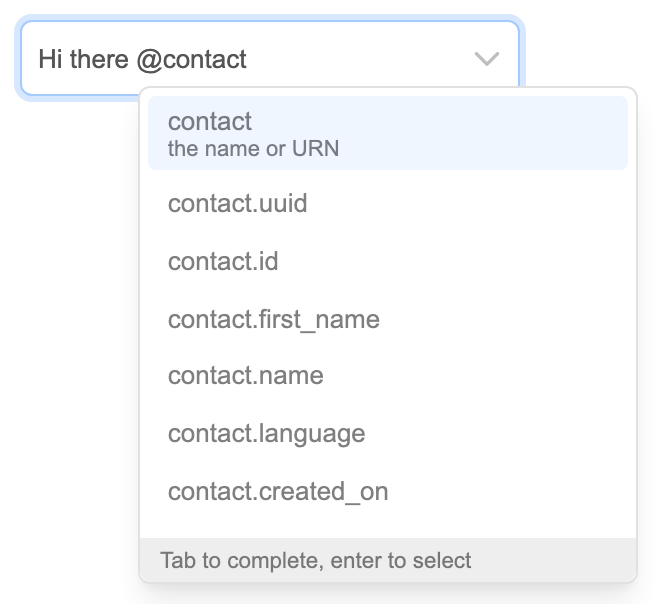 Hi there @contact
contact
the name or URN
contact.uuid
contact.id
contact.first_name
contact.name
contact.language
contact.created_on
Tab to complete, enter to select